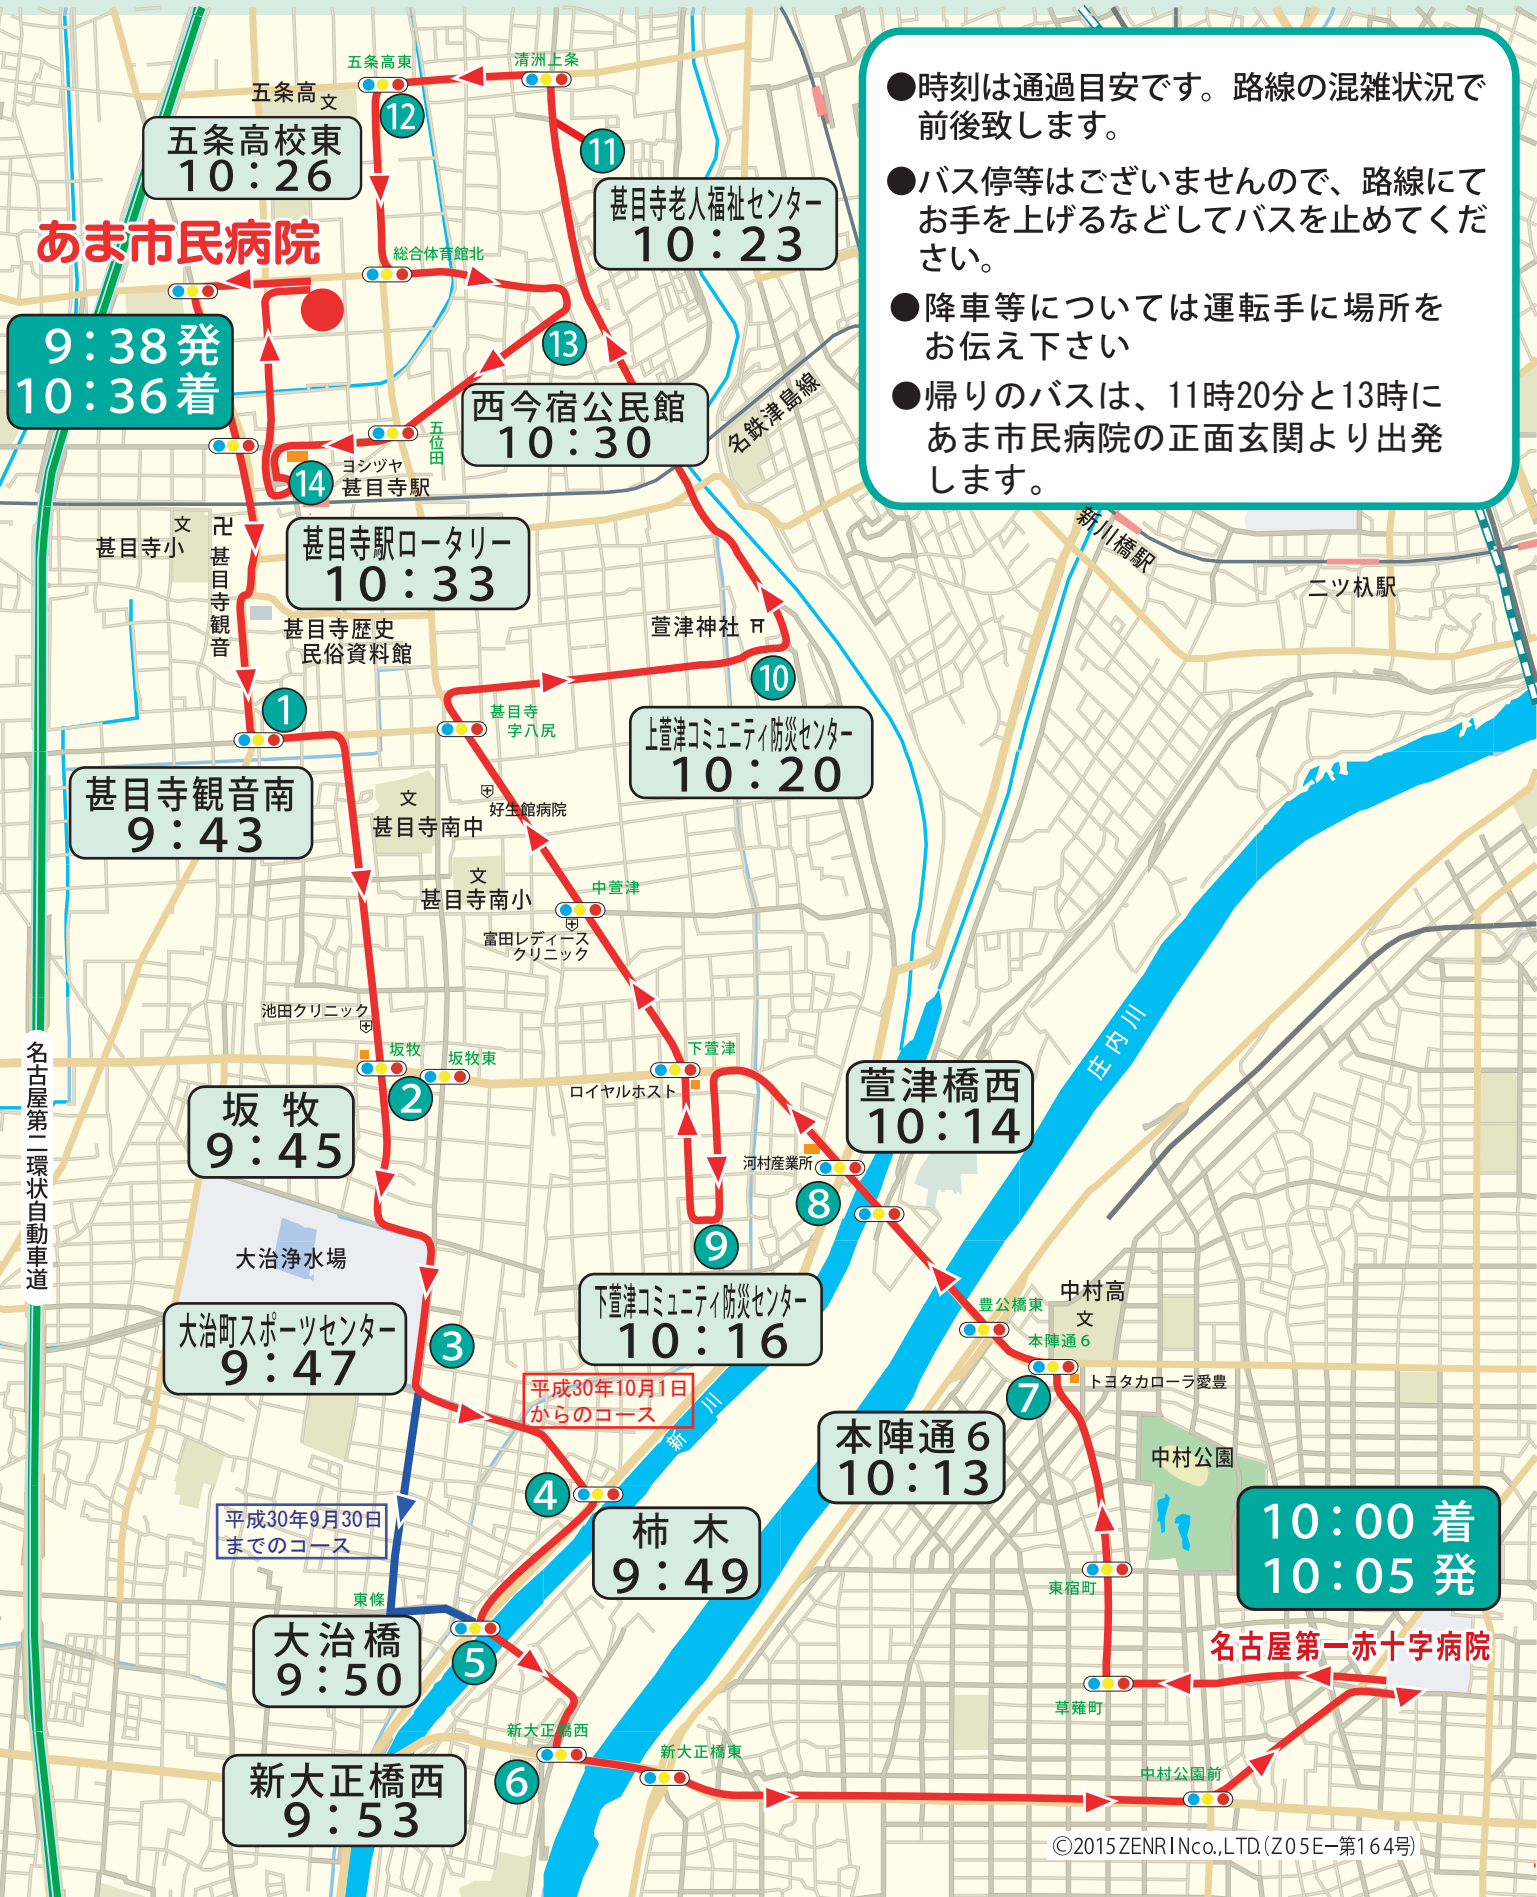 ●時刻は通過目安です。路線の混雑状況で
前後致します。
●バス停等はございませんので、路線にて
お手を上げるなどしてバスを止めてくだ
さい。
●降車等については運転手に場所を
お伝え下さい
●帰りのバスは、11時20分と13時に
あま市民病院の正面玄関より出発
します。
五条高東
清洲上条
五条高
文
12
11
五条高校東
10：26
甚目寺老人福祉センター
10：23
あま市民病院
総合体育館北
9：38発
10：36着
13
西今宿公民館
10：30
名鉄津島線
五位田
ヨシヅヤ
甚目寺駅
14
文
甚目寺小
卍
甚目寺観音
甚目寺駅ロータリー
10：33
新川橋駅
二ツ杁駅
甚目寺歴史
民俗資料館
萱津神社
10
1
甚目寺
字八尻
上萱津コミュニティ防災センター
10：20
甚目寺観音南
9：43
文
甚目寺南中
好生館病院
文
甚目寺南小
中萱津
富田レディース
クリニック
池田クリニック
名古屋第二環状自動車道
坂牧
坂牧東
2
下萱津
ロイヤルホスト
坂 牧
9：45
萱津橋西
10：14
庄内川
河村産業所
8
9
大治浄水場
下萱津コミュニティ防災センター
10：16
大治町スポーツセンター
9：47
3
豊公橋東
中村高
文
本陣通６
7
トヨタカローラ愛豊
平成30年10月1日
からのコース
新川
本陣通６
10：13
中村公園
4
平成30年9月30日
までのコース
柿 木
9：49
10：00 着
10：05 発
東宿町
東條
大治橋
9：50
5
名古屋第一赤十字病院
草薙町
新大正橋西
新大正橋東
6
新大正橋西
9：53
中村公園前
©2015ZENRINco.,LTD.(Z05E－第164号)